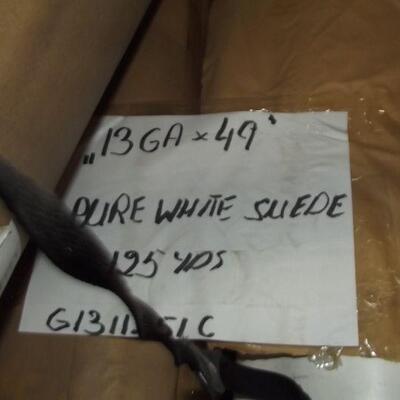 „13 GA x 49"
PURE WHITE SUEDE
125 YDS